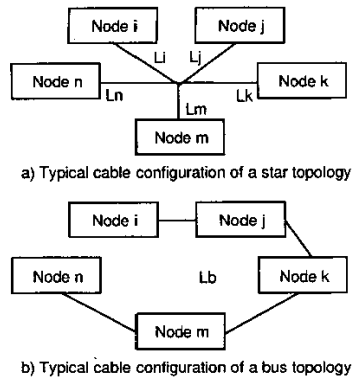 Node i
Node j
Li
Lj
Node n
Node k
Ln
Lk
Lm
Node m
a) Typical cable configuration of a star topology
Node i
Node j
Node n
Lb
Node k
Node m
b) Typical cable configuration of a bus topology